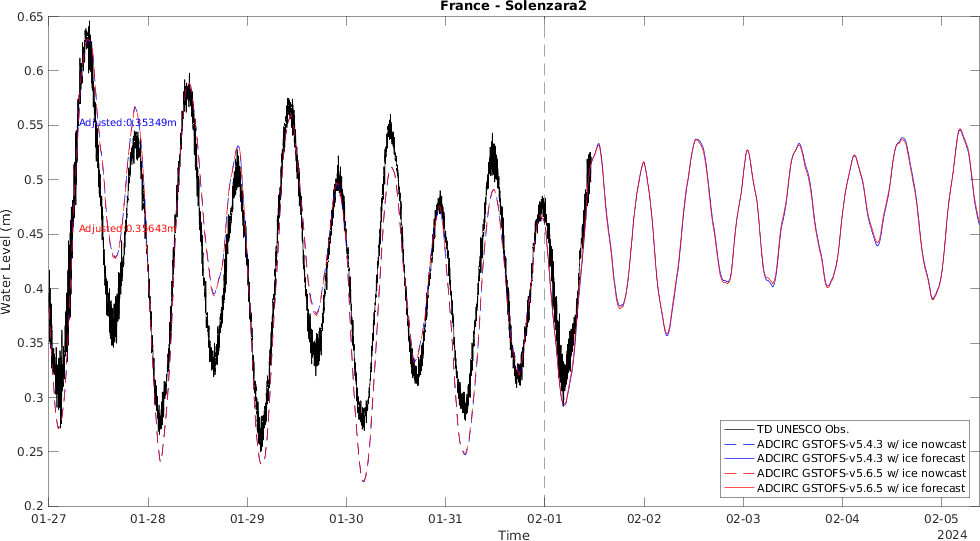 France - Solenzara2
0.65
0.6
0.55
0.5
0.45
0.4
0.35
0.3
0.25
0.2
Water Level (m)
Adjusted:0.35349m
Adjusted:0.35643m
TD UNESCO Obs.
ADCIRC GSTOFS-v5.4.3 w/ ice nowcast
ADCIRC GSTOFS-v5.4.3 w/ ice forecast
ADCIRC GSTOFS-v5.6.5 w/ ice nowcast
ADCIRC GSTOFS-v5.6.5 w/ ice forecast
01-27 01-28 01-29 01-30 01-31 02-01 02-02 02-03 02-04 02-05
Time
2024